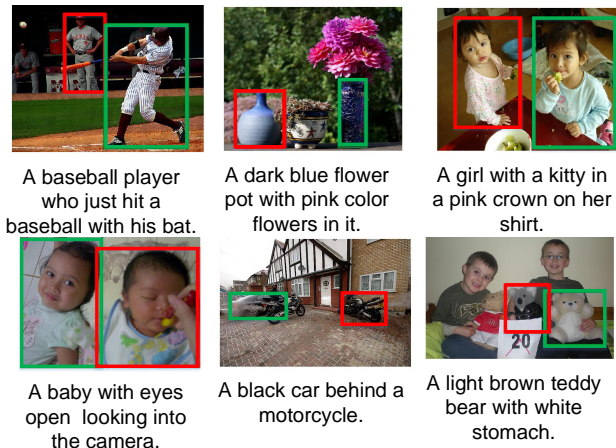 A baseball player
who just hit a
baseball with his bat.
A dark blue flower
pot with pink color
flowers in it.
A girl with a kitty in
a pink crown on her
shirt.
20
A baby with eyes
open looking into
the camera.
A black car behind a
motorcycle.
A light brown teddy
bear with white
stomach.